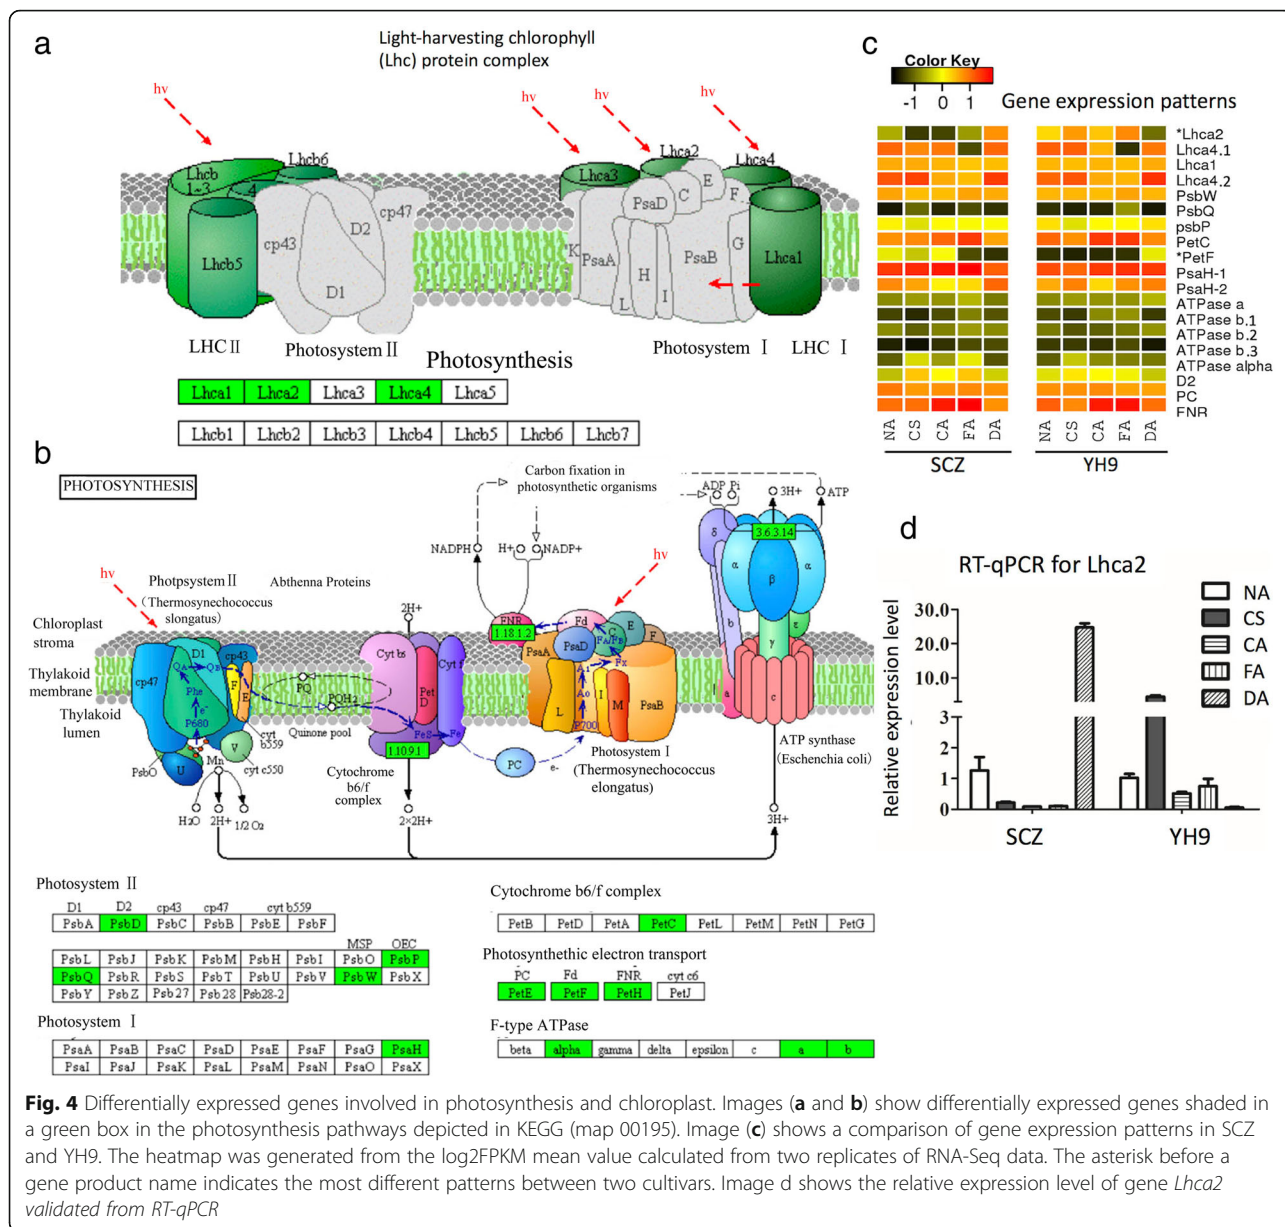 a
Light-harvesting chlorophyll
(Lhc) protein complex
hv
hv
hv
hv
Lhcb
1~3
4
Lhcb6
Lhcb5
cp43
D2
D1
cp47
Lhca3
Lhca2
Lhca4
PsaD
C
E
F
K
PsaA
H
L
I
PsaB
G
Lhca1
LHC II
Photosystem II
Photosystem I
LHC I
Photosynthesis
Lhca1 Lhca2 Lhca3 Lhca4 Lhca5
Lhcb1 Lhcb2 Lhcb3 Lhcb4 Lhcb5 Lhcb6 Lhcb7
c
Color Key
-1 0 1
Gene expression patterns
*Lhca2
Lhca4.1
Lhca1
Lhca4.2
PsbW
PsbQ
psbP
PetC
*PetF
PsaH-1
PsaH-2
ATPase a
ATPase b.1
ATPase b.2
ATPase b.3
ATPase alpha
D2
PC
FNR
NA CS CA FA DA NA CS CA FA DA
SCZ YH9
b
PHOTOSYNTHESIS
Carbon fixation in
photosynthetic organisms
NADPH
H+
NADP+
ADP Pi
3H+
ATP
hv
hv
Photpsystem II
(Thermosynechococcus
slongatus)
Abthenna Proteins
Chloroplast
stroma
Thylakoid
membrane
Thylakoid
lumen
cp47
D1
QA
QB
cp43
Phe
e-
P680
F
E
PsbO
U
V
Mn
cyt
b559
cyt c550
H2O
2H+
1/2 O2
PQ
PQH2
Quinone pool
2H+
Cyt b6
Pet
D
Cyt f
FeS
Fe
1.10.9.1
Cytochrome
b6/f
complex
2×2H+
PC
e-
FNR
1.18.1.2
Fd
PsaA
PsaD
C
FA/FB
E
F
Fx
A1
A0
P700
L
I
M
PsaB
Photosystem I
(Thermosynechococcus
elongatus)
δ
α
β
α
3.6.3.14
b
γ
ε
a
c
ATP synthase
(Eschenchia coli)
3H+
d
RT-qPCR for Lhca2
Relative expression level
30.0
20.0
10.0
3
2
1
0
SCZ YH9
NA
CS
CA
FA
DA
Photosystem II
D1 D2 cp43 cp47 cyt b559
PsbA PsbD PsbC PsbB PsbE PsbF
MSP OEC
PsbL PsbJ PsbK PsbM PsbH PsbI PsbO PsbP
PsbQ PsbR PsbS PsbT PsbU PsbV PsbW PsbX
PsbY PsbZ Psb27 Psb28 Psb28-2
Photosystem I
PsaA PsaB PsaC PsaD PsaE PsaF PsaG PsaH
PsaI PsaJ PsaK PsaL PsaM PsaN PsaO PsaX
Cytochrome b6/f complex
PetB PetD PetA PetC PetL PetM PetN PetG
Photosynthethic electron transport
PC Fd FNR cyt c6
PetE PetF PetH PetJ
F-type ATPase
beta alpha gamma delta epsilon c a b
Fig. 4 Differentially expressed genes involved in photosynthesis and chloroplast. Images (a and b) show differentially expressed genes shaded in
a green box in the photosynthesis pathways depicted in KEGG (map 00195). Image (c) shows a comparison of gene expression patterns in SCZ
and YH9. The heatmap was generated from the log2FPKM mean value calculated from two replicates of RNA-Seq data. The asterisk before a
gene product name indicates the most different patterns between two cultivars. Image d shows the relative expression level of gene Lhca2
validated from RT-qPCR